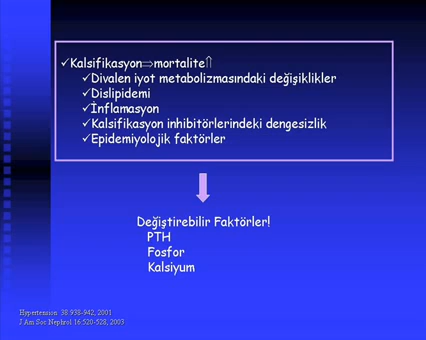 ✓Kalsifikasyon⇒mortalite⇑
✓Divalen iyot metabolizmasındaki değişiklikler
✓Dislipidemi
✓İnflamasyon
✓Kalsifikasyon inhibitörlerindeki dengesizlik
✓Epidemiyolojik faktörler
Değiştirebilir Faktörler!
PTH
Fosfor
Kalsiyum
Hypertension 38:938-942, 2001
J Am Soc Nephrol 16:520-528, 2003